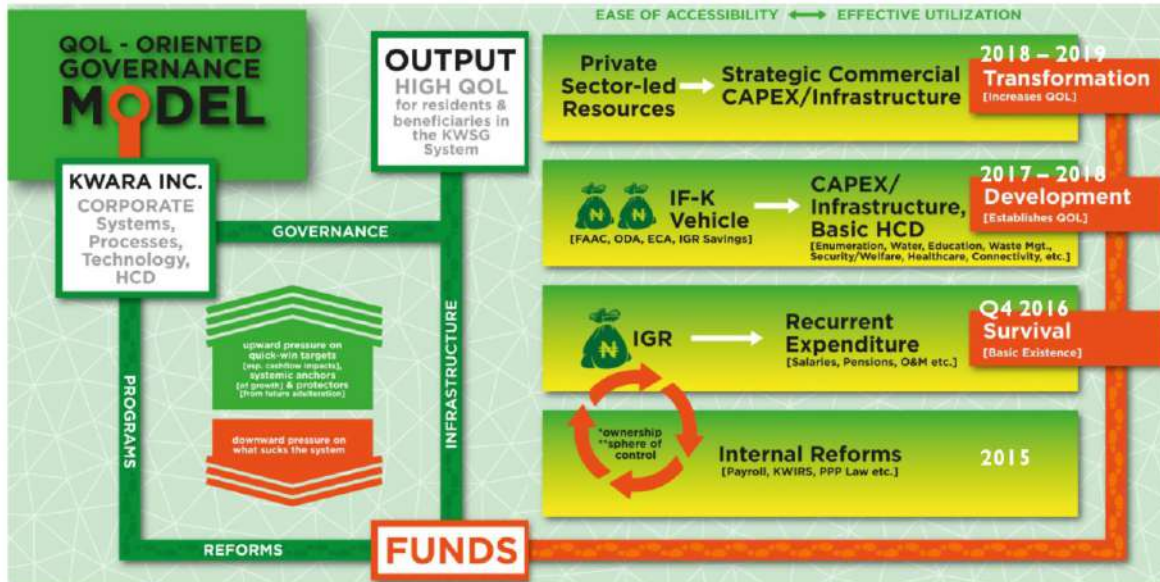 QOL - ORIENTED
GOVERNANCE
MODEL
KWARA INC.
CORPORATE
Systems,
Processes,
Technology,
HCD
OUTPUT
HIGH QOL
for residents &
beneficiaries in
the KWSG
System
GOVERNANCE
INFRASTRUCTURE
PROGRAMS
REFORMS
FUNDS
upward pressure on
quick-win targets
[esp. cashflow impacts],
systemic anchors
[of growth] & protectors
[from future adulteration]
downward pressure on
what sucks the system
EASE OF ACCESSIBILITY
EFFECTIVE UTILIZATION
Private
Sector-led
Resources
Strategic Commercial
CAPEX/Infrastructure
2018 – 2019
Transformation
[Increases QOL]
₦ ₦
IF-K
Vehicle
[FAAC, ODA, ECA, IGR Savings]
CAPEX/
Infrastructure,
Basic HCD
[Enumeration, Water, Education, Waste Mgt.,
Security/Welfare, Healthcare, Connectivity, etc.]
2017 – 2018
Development
[Establishes QOL]
₦
IGR
Recurrent
Expenditure
[Salaries, Pensions, O&M etc.]
Q4 2016
Survival
[Basic Existence]
*ownership
**sphere of
control
Internal Reforms
[Payroll, KWIRS, PPP Law etc.]
2015